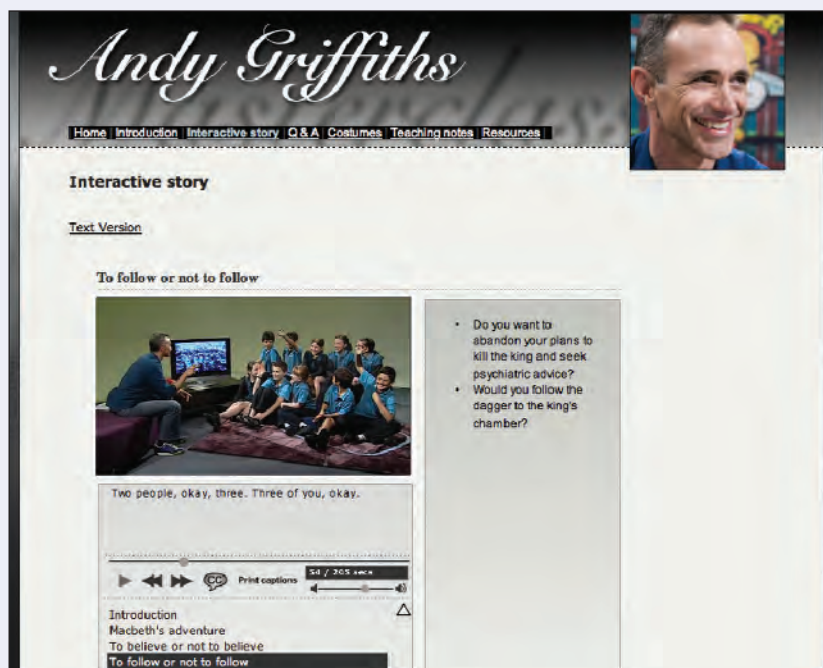 Andy Griffiths
Masterclass
Home | Introduction | Interactive story | Q & A | Costumes | Teaching notes | Resources |
Interactive story
Text Version
To follow or not to follow
• Do you want to
abandon your plans to
kill the king and seek
psychiatric advice?
• Would you follow the
dagger to the king's
chamber?
Two people, okay, three. Three of you, okay.
CC Print captions
54 / 205 secs
Introduction
Macbeth's adventure
To believe or not to believe
To follow or not to follow